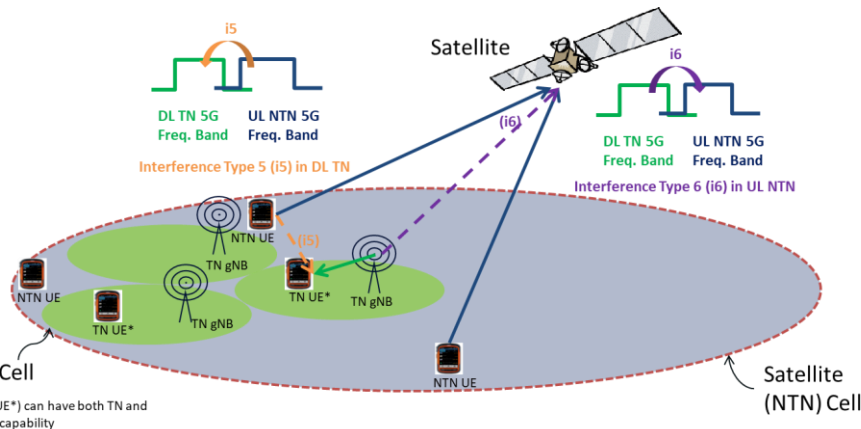 i5
Satellite
i6
DL TN 5G
Freq. Band
UL NTN 5G
Freq. Band
(i6)
DL TN 5G
Freq. Band
UL NTN 5G
Freq. Band
Interference Type 5 (i5) in DL TN
Interference Type 6 (i6) in UL NTN
NTN UE
(i5)
TN gNB
NTN UE
TN UE*
TN gNB
TN UE*
TN gNB
NTN UE
Cell
Satellite
(NTN) Cell
UE*) can have both TN and
capability